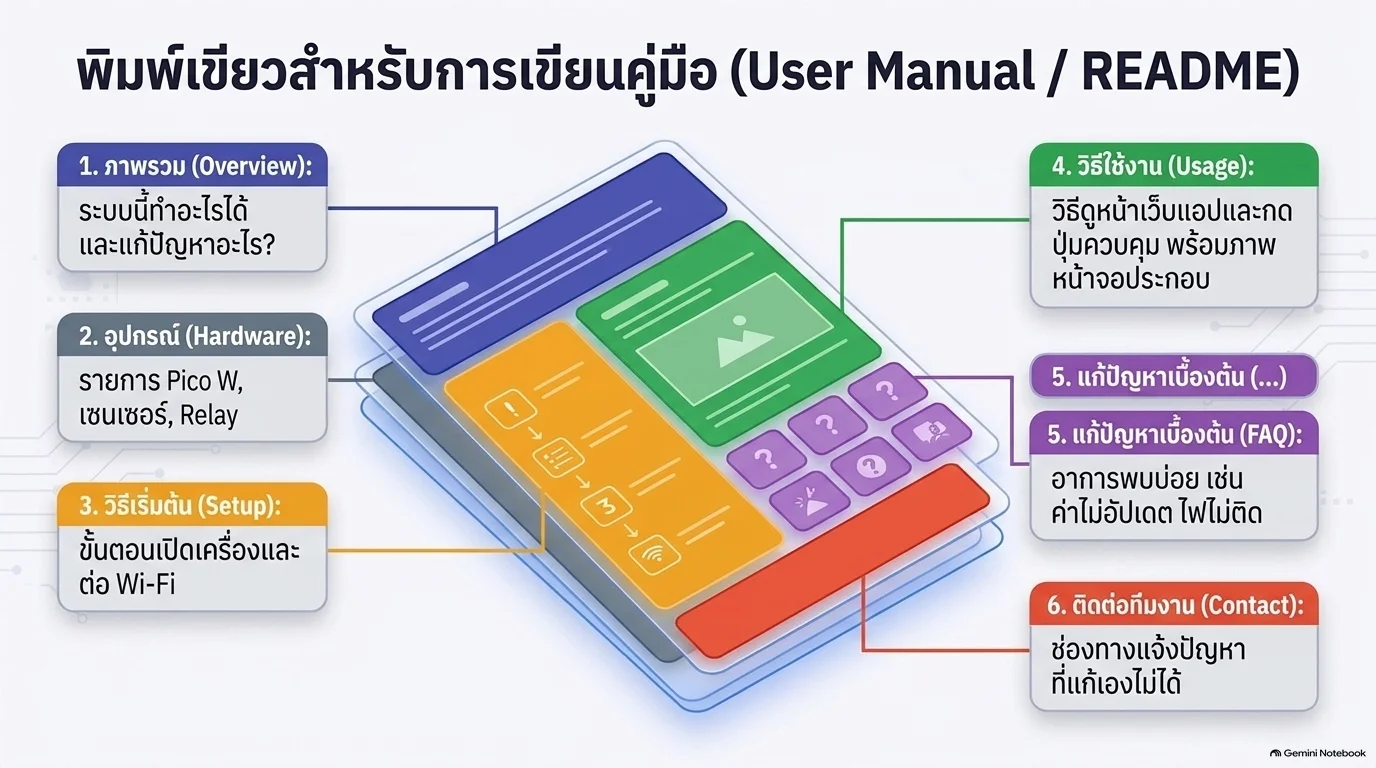 พิมพ์เขียวสำหรับการเขียนคู่มือ (User Manual / README)
1. ภาพรวม (Overview):
ระบบนี้ทำอะไรได้
และแก้ปัญหาอะไร?
2. อุปกรณ์ (Hardware):
รายการ Pico W,
เซนเซอร์, Relay
3. วิธีเริ่มต้น (Setup):
ขั้นตอนเปิดเครื่องและ
ต่อ Wi-Fi
3
?
?
?
?
4. วิธีใช้งาน (Usage):
วิธีดูหน้าเว็บแอปและกด
ปุ่มควบคุม พร้อมภาพ
หน้าจอประกอบ
5. แก้ปัญหาเบื้องต้น (...)
5. แก้ปัญหาเบื้องต้น (FAQ):
อาการพบบ่อย เช่น
ค่าไม่อัปเดต ไฟไม่ติด
6. ติดต่อทีมงาน (Contact):
ช่องทางแจ้งปัญหา
ที่แก้เองไม่ได้
Gemini Notebook